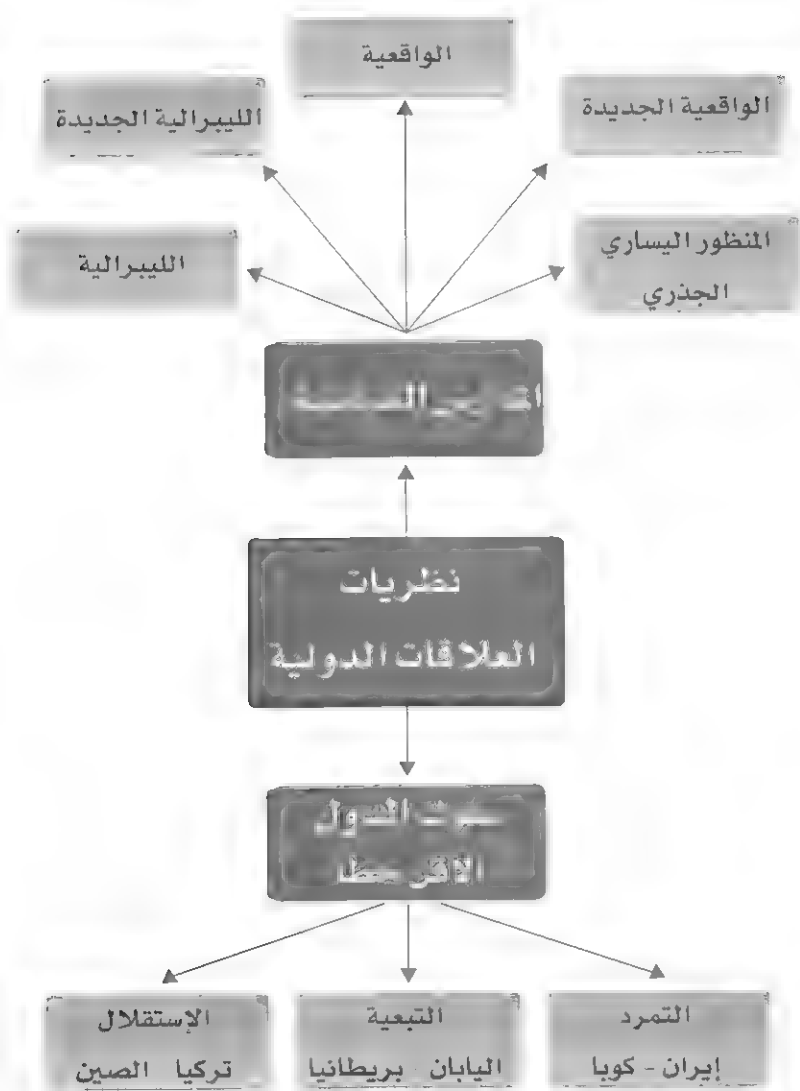 الواقعية
الليبرالية الجديدة
الواقعية الجديدة
الليبرالية
المنظور اليساري
الجذري
نظريات
العلاقات الدولية
الدول
التمرد
إيران - كوبا
التبعية
اليابان بريطانيا
الإستقلال
تركيا الصين